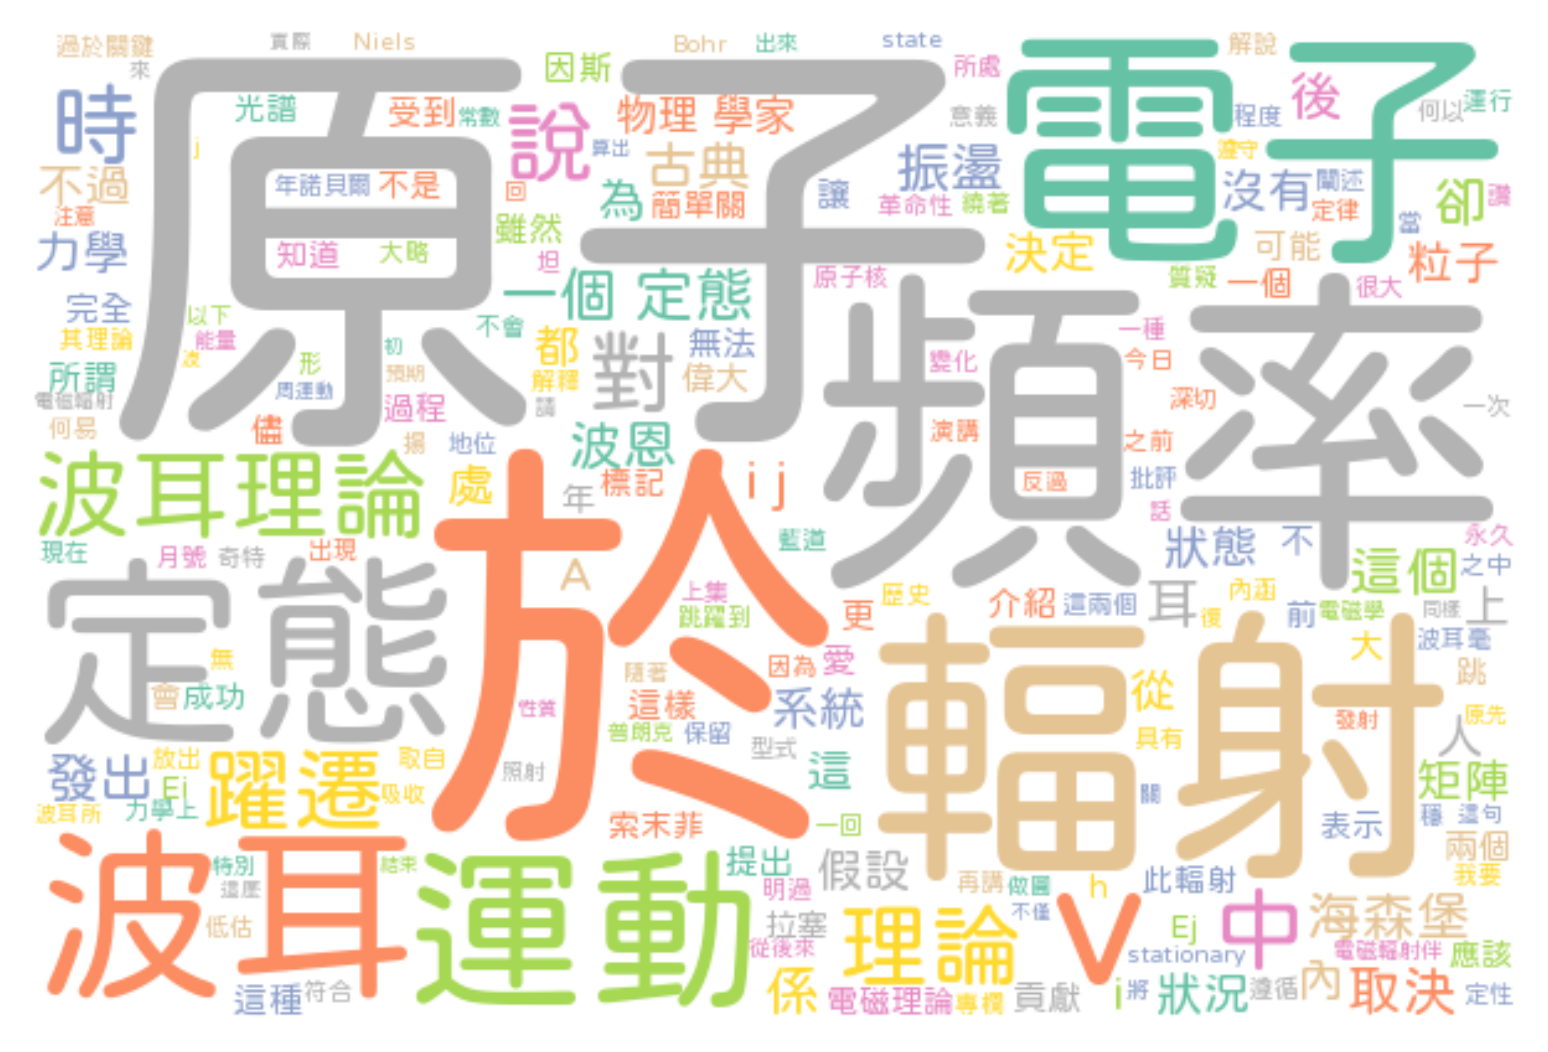 過於關鍵 實際 Niels Bohr 出來 state 解說
來 因斯 所處
時 光譜 受到 常數 說 物理 學家 意義 程度 後 何以 運行
原子 電子
j 算出 古典 振盪 遵守
不過 年諾貝爾 不是 回 為 簡單關 讓 革命性 繞著 沒有 闡述 卻 讚
注意 雖然 定律 當
力學 知道 大略 坦 決定 可能 粒子
原子核 質疑 一個 很大
完全 一個 定態
其理論 以下 不會 頻率
能量 初 都 對 無法 一種
所謂 波 形 預期 解釋 偉大 變化 今日
電磁輻射 周運動 過程 請 深切 一次
何易 儘 揚 地位 波恩 演講 之前
波耳理論 處 標記 i j 反過 批評
年 話
現在 月號 奇特 出現 藍道 狀態 不 永久
於 這個 之中
定態 A 上集 歷史 介紹 這兩個 耳 內涵 前 電磁學 同樣 上
跳躍到 更 復 波耳毫
無 隨著 因為 愛 大 跳
會 成功 性質 這樣 系統 輻射 從 發射 原先
普朗克 保留 型式 具有 人
發出 放出 取自 照射 這 矩陣
Ej 躍遷 吸收 關
波耳所 力學上 索末非 一回 表示 穩 這句
波耳 特別 結束 提出 假設 兩個
這麼 運動 明過 再講 做圖 h 此輻射 我要
低估 拉塞 理論 不僅 V Ej 中 海森堡
從後來 stationary 電磁輻射伴 應該
這種 符合 係 電磁理論 專欄 貢獻 i 將 狀況 遵循 內 取決 定性